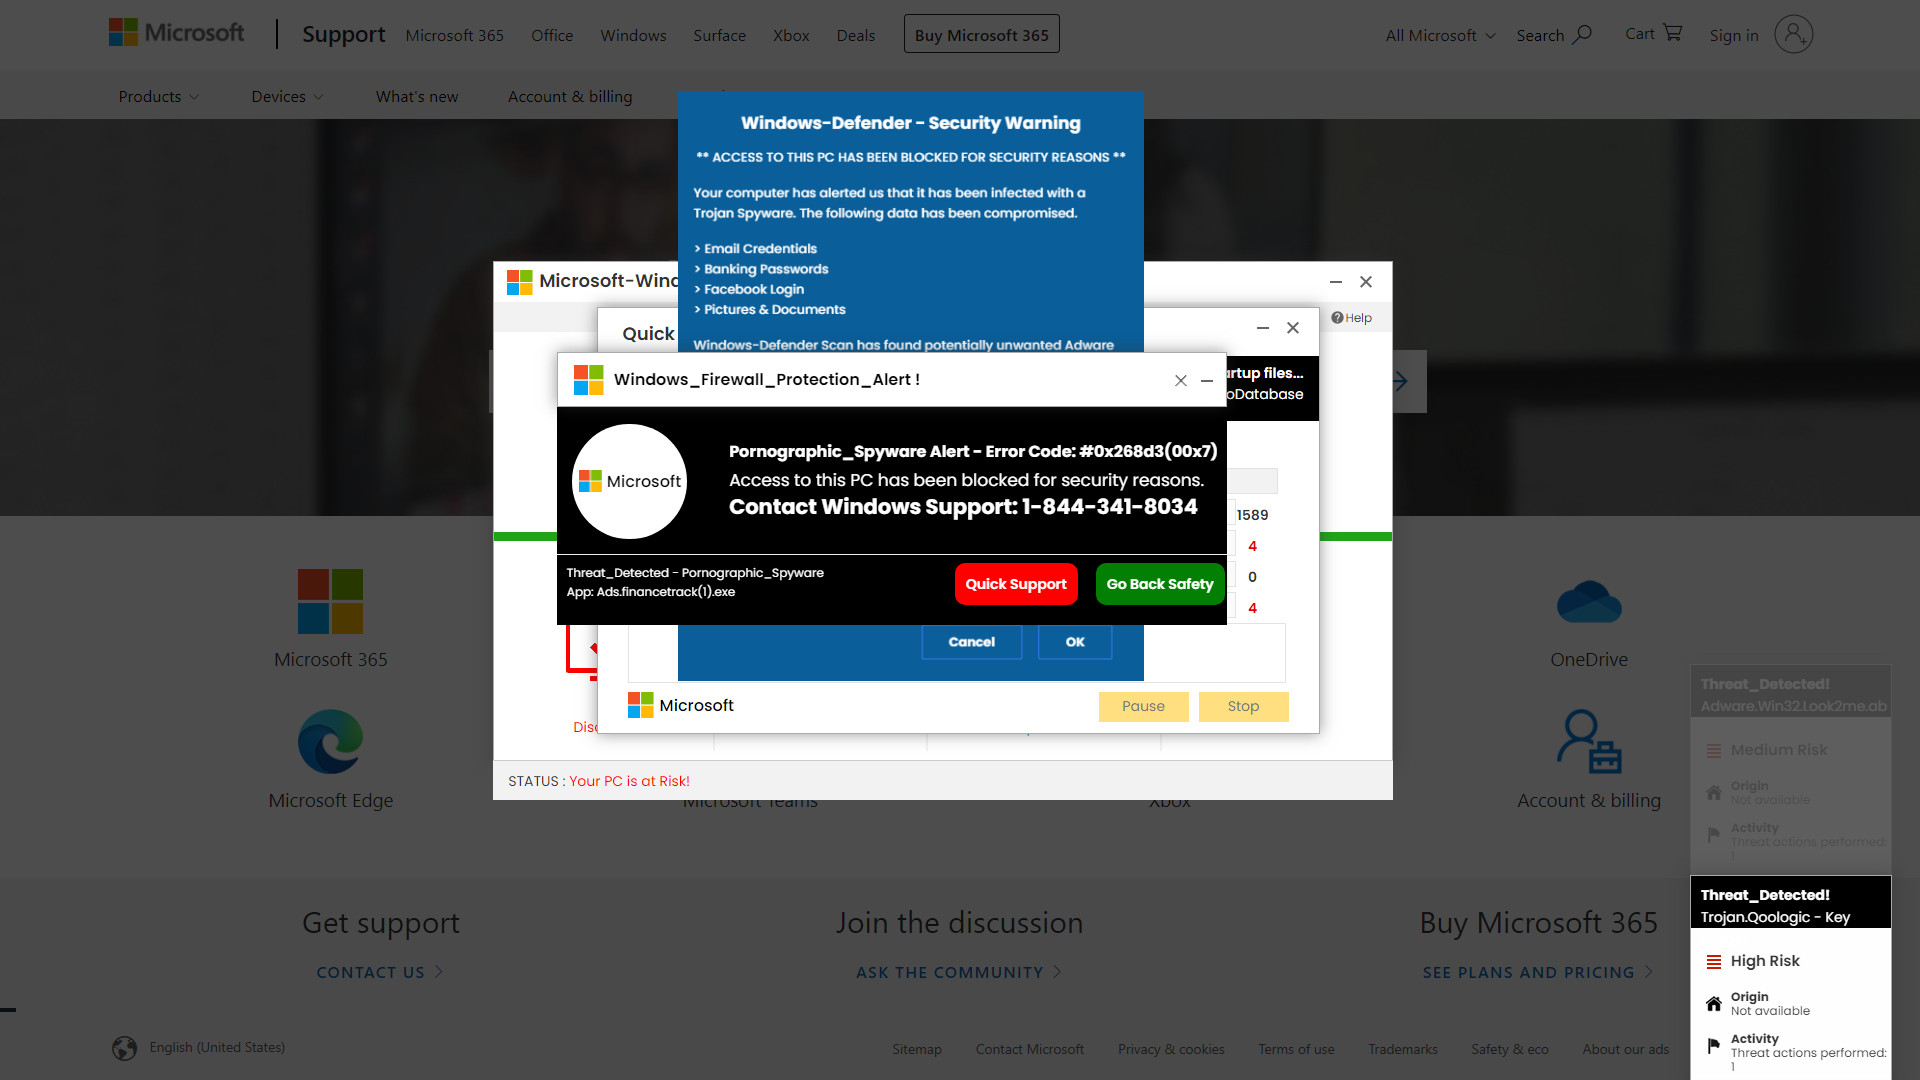 Microsoft
Support
Microsoft 365
Office
Windows
Surface
Xbox
Deals
Buy Microsoft 365
All Microsoft
Search
Cart
Sign in
Products
Devices
What's new
Account & billing
Windows-Defender - Security Warning
** ACCESS TO THIS PC HAS BEEN BLOCKED FOR SECURITY REASONS **
Your computer has alerted us that it has been infected with a
Trojan Spyware. The following data has been compromised.
> Email Credentials
> Banking Passwords
> Facebook Login
> Pictures & Documents
Windows-Defender Scan has found potentially unwanted Adware
Microsoft-Wind
Help
Quick
artup files...
oDatabase
Windows_Firewall_Protection_Alert !
Microsoft
Pornographic_Spyware Alert - Error Code: #0x268d3(00x7)
Access to this PC has been blocked for security reasons.
Contact Windows Support: 1-844-341-8034
Threat_Detected - Pornographic_Spyware
App: Ads.financetrack(1).exe
Quick Support
Go Back Safety
1589
4
0
4
Cancel
OK
Microsoft
Pause
Stop
Disc
STATUS : Your PC is at Risk!
Microsoft 365
OneDrive
Microsoft Edge
Microsoft Teams
Xbox
Account & billing
Threat_Detected!
Adware.Win32.Look2me.ab
Medium Risk
Origin
Not available
Activity
Threat actions performed:
1
Threat_Detected!
Trojan.Qoologic - Key
High Risk
Origin
Not available
Activity
Threat actions performed:
1
Get support
CONTACT US
Join the discussion
ASK THE COMMUNITY
Buy Microsoft 365
SEE PLANS AND PRICING
English (United States)
Sitemap
Contact Microsoft
Privacy & cookies
Terms of use
Trademarks
Safety & eco
About our ads